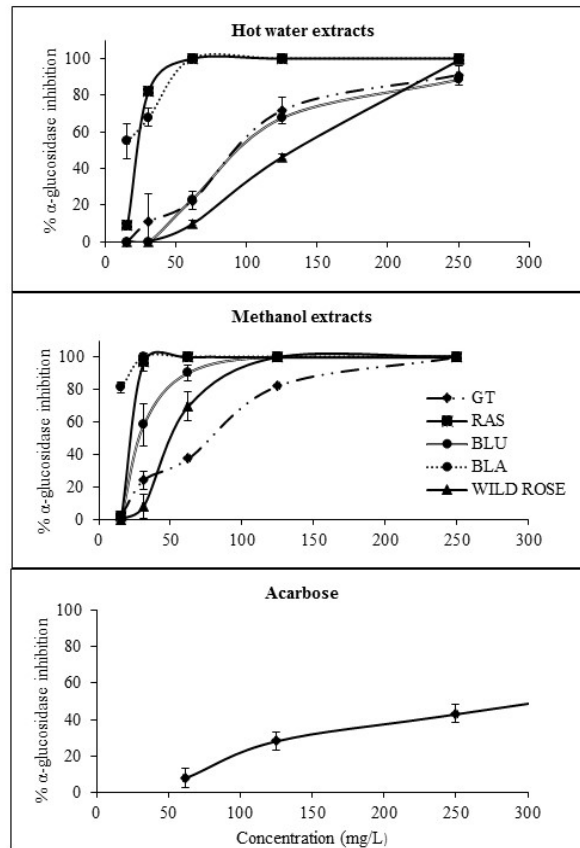 Hot water extracts
% α-glucosidase inhibition
100
80
60
40
20
0
0 50 100 150 200 250 300
Methanol extracts
% α-glucosidase inhibition
100
80
60
40
20
0
GT
RAS
BLU
BLA
WILD ROSE
0 50 100 150 200 250 300
Acarbose
% α-glucosidase inhibition
100
80
60
40
20
0
0 50 100 150 200 250 300
Concentration (mg/L)